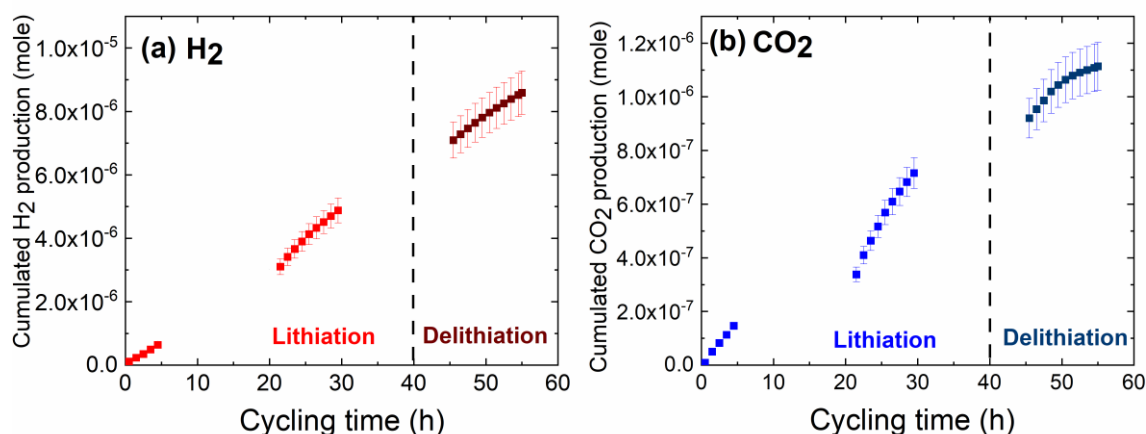 (a) H2
Cumulated H2 production (mole)
1.0x10-5
8.0x10-6
6.0x10-6
4.0x10-6
2.0x10-6
0.0
Lithiation
Delithiation
0 10 20 30 40 50 60
Cycling time (h)
(b) CO2
Cumulated CO2 production (mole)
1.2x10-6
1.0x10-6
8.0x10-7
6.0x10-7
4.0x10-7
2.0x10-7
0.0
Lithiation
Delithiation
0 10 20 30 40 50 60
Cycling time (h)